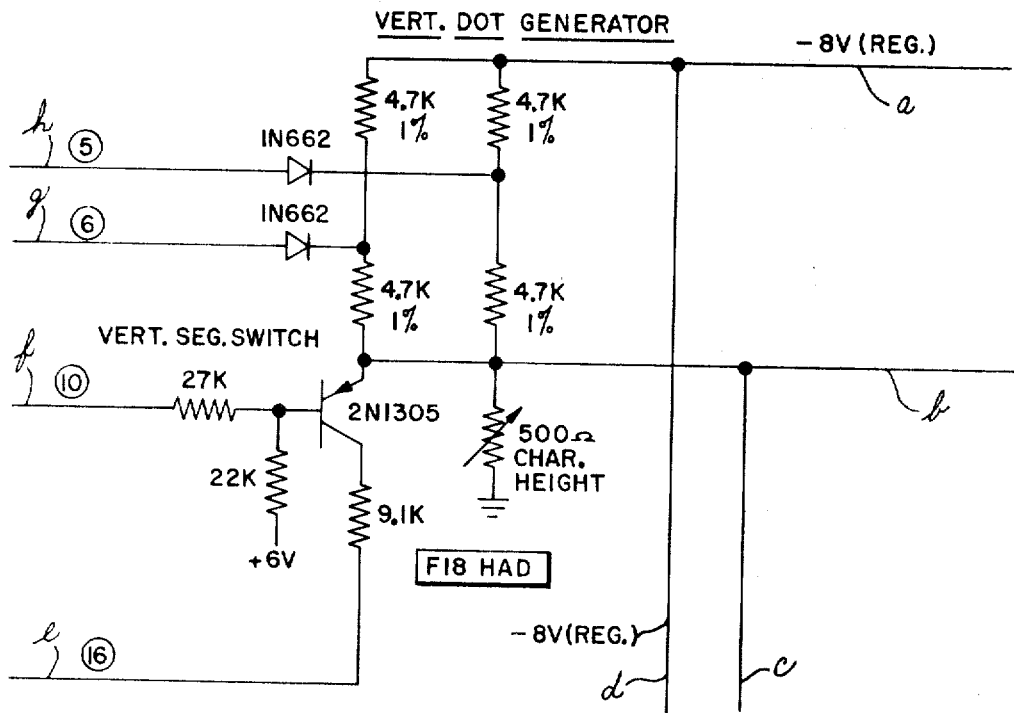 VERT. DOT GENERATOR
-8V (REG.)
a
4.7K
1%
4.7K
1%
h
5
IN662
g
6
IN662
4.7K
1%
4.7K
1%
VERT. SEG. SWITCH
f
10
27K
2N1305
b
500Ω
CHAR.
HEIGHT
22K
9.1K
+6V
F18 HAD
-8V (REG.)
e
16
d
c